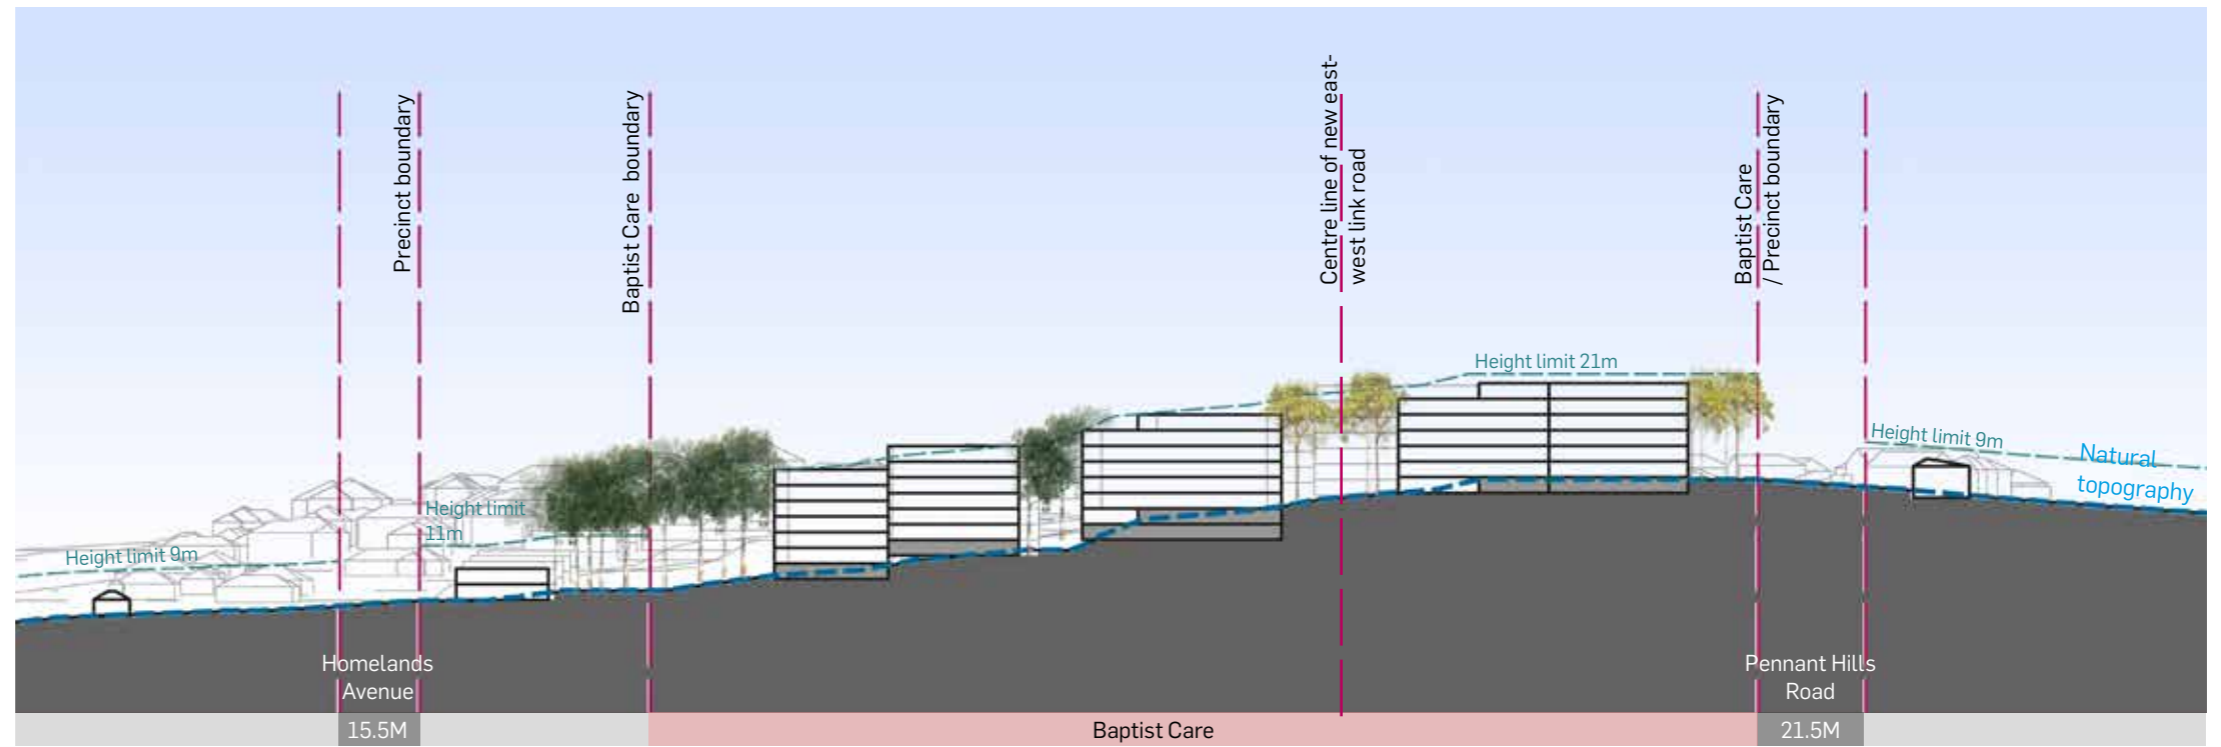 Precinct boundary
Baptist Care boundary
Centre line of new east-
west link road
Baptist Care
/ Precinct boundary
Height limit 21m
Height limit 9m
Natural
topography
Height limit
11m
Height limit 9m
Homelands
Avenue
Pennant Hills
Road
15.5M
Baptist Care
21.5M